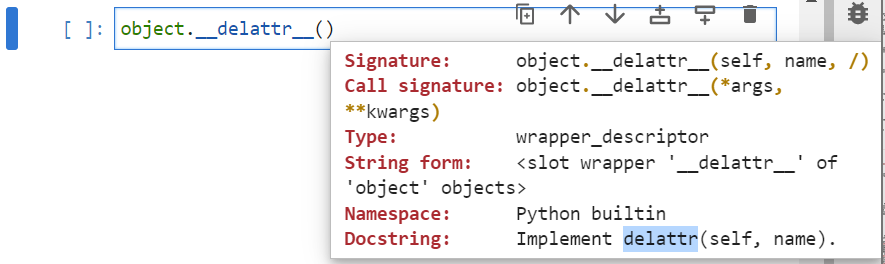 [ ]: object.__delattr__()
Signature: object.__delattr__(self, name, /)
Call signature: object.__delattr__(*args,
**kwargs)
Type: wrapper_descriptor
String form: <slot wrapper '__delattr__' of
'object' objects>
Namespace: Python builtin
Docstring: Implement delattr(self, name).